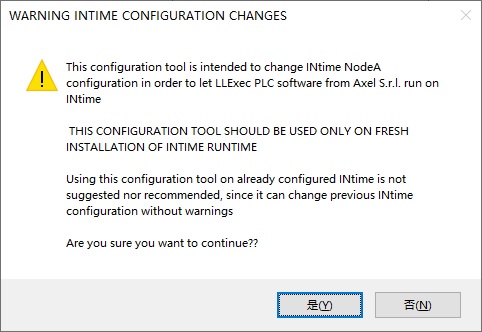 WARNING INTIME CONFIGURATION CHANGES
This configuration tool is intended to change INtime NodeA
configuration in order to let LLExec PLC software from Axel S.r.l. run on
INtime
THIS CONFIGURATION TOOL SHOULD BE USED ONLY ON FRESH
INSTALLATION OF INTIME RUNTIME
Using this configuration tool on already configured INtime is not
suggested nor recommended, since it can change previous INtime
configuration without warnings
Are you sure you want to continue??
是(Y)
否(N)